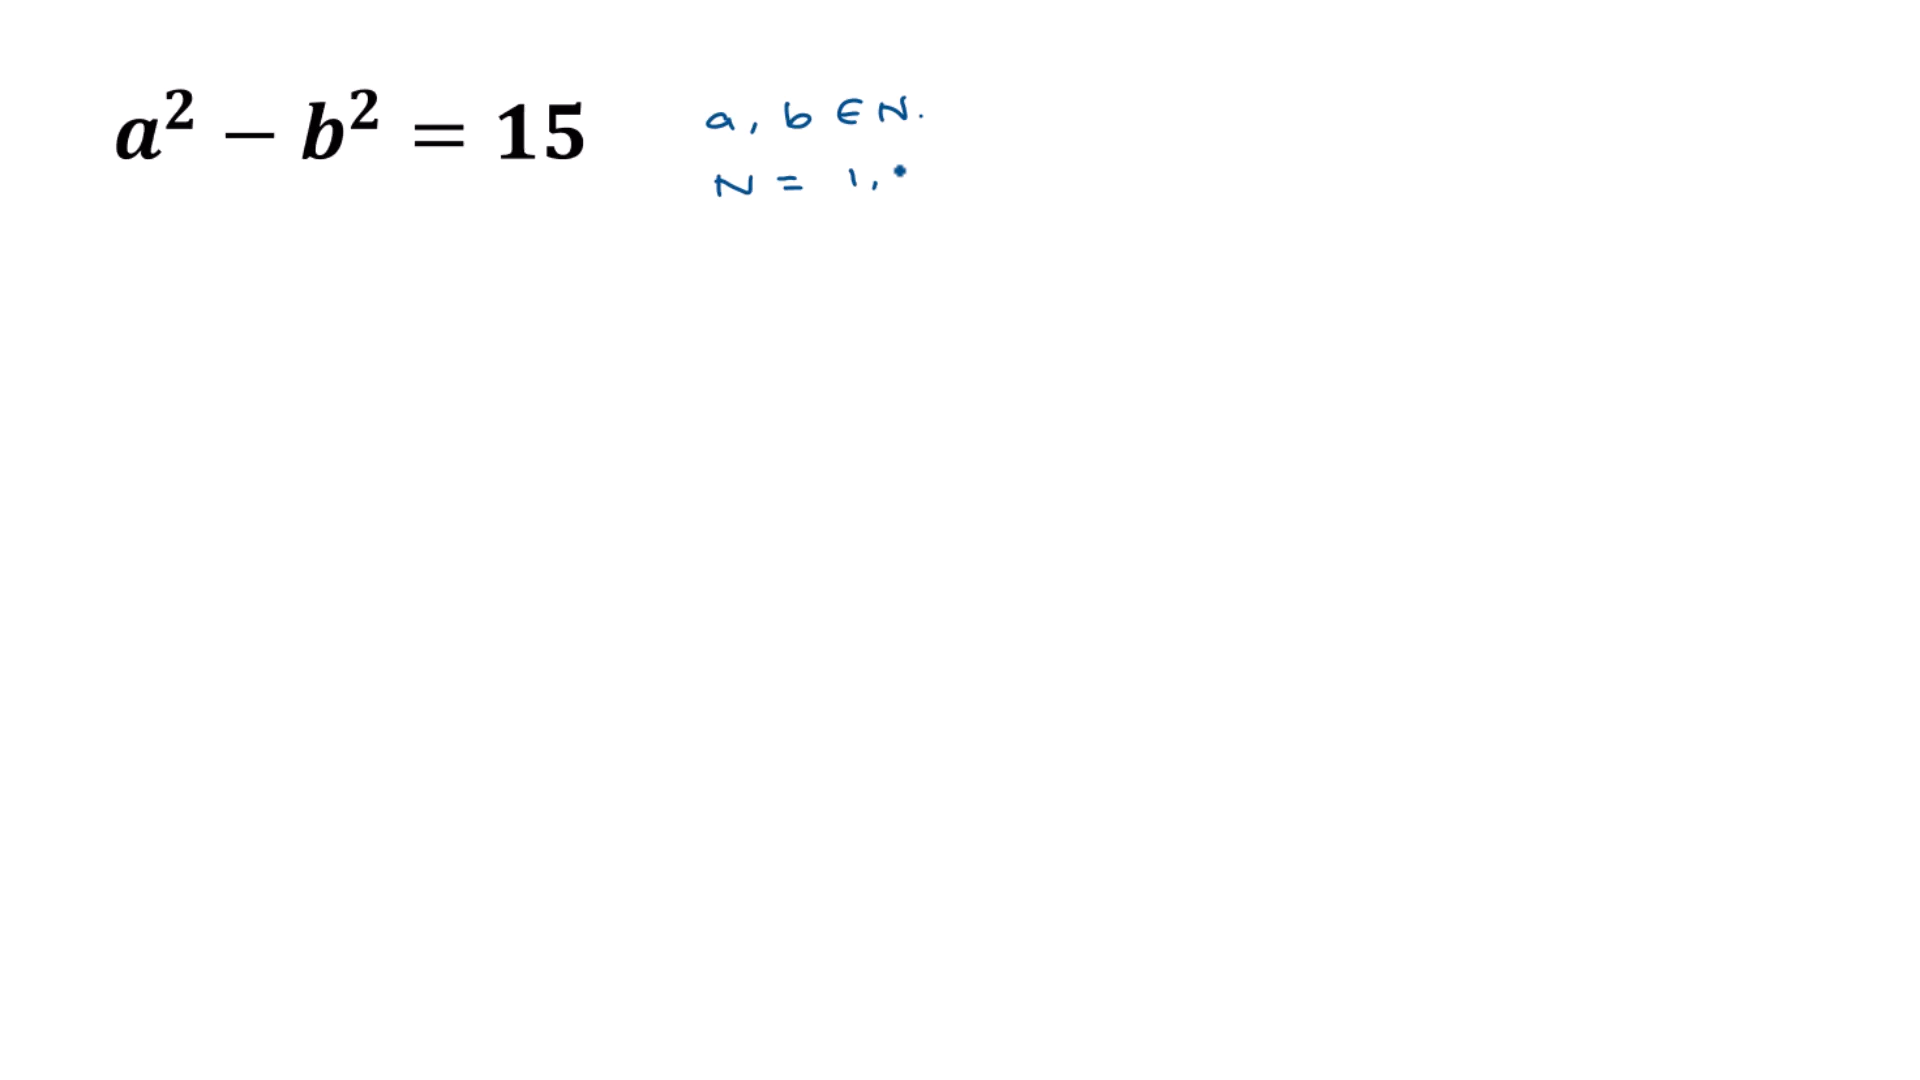 a² − b² = 15 a, b ∈ N.
N = 1,